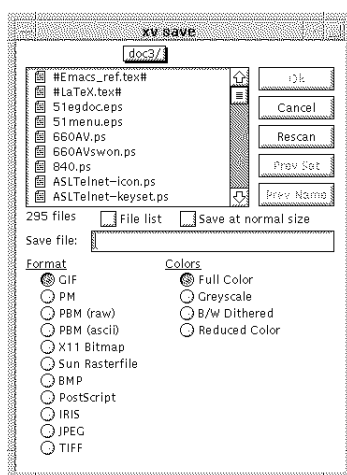 xv save
doc3/
#Emacs_ref.tex#
#LaTeX.tex#
51egdoc.eps
51menu.eps
660AV.ps
660AVswon.ps
840.ps
ASLTelnet-icon.ps
ASLTelnet-keyset.ps
Ok
Cancel
Rescan
Prev Set
Prev Name
295 files
File list
Save at normal size
Save file:
Format
GIF
PM
PBM (raw)
PBM (ascii)
X11 Bitmap
Sun Rasterfile
BMP
PostScript
IRIS
JPEG
TIFF
Colors
Full Color
Greyscale
B/W Dithered
Reduced Color